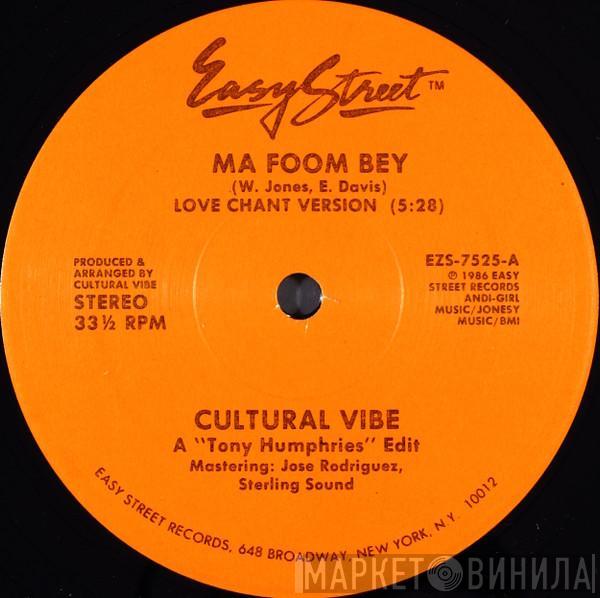 Easy Street™
MA FOOM BEY
(W. Jones, E. Davis)
LOVE CHANT VERSION (5:28)
PRODUCED &
ARRANGED BY
CULTURAL VIBE
STEREO
33⅓ RPM
EZS-7525-A
℗ 1986 EASY
STREET RECORDS
ANDI-GIRL
MUSIC/JONESY
MUSIC/BMI
CULTURAL VIBE
A "Tony Humphries" Edit
Mastering: Jose Rodriguez,
Sterling Sound
EASY STREET RECORDS, 648 BROADWAY, NEW YORK, N.Y. 10012
МАРКЕТ ВИНИЛА